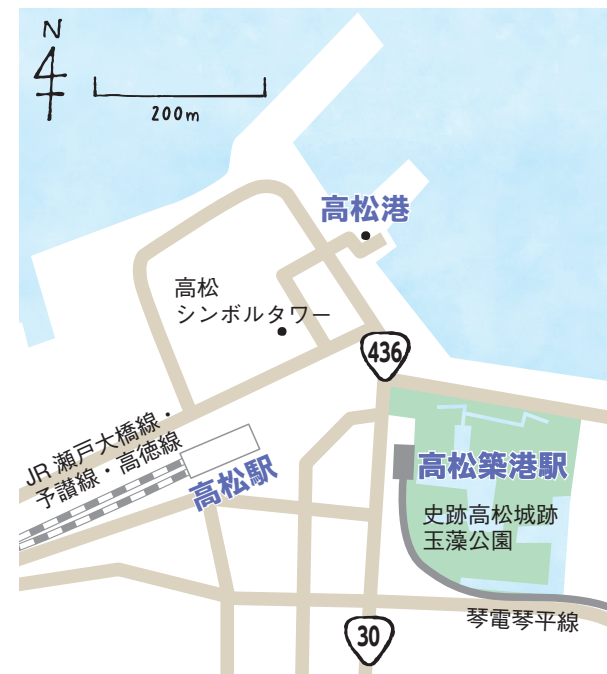 N
200m
高松港
高松
シンボルタワー
436
JR 瀬戸大橋線・
予讃線・高徳線
高松駅
高松築港駅
史跡高松城跡
玉藻公園
琴電琴平線
30